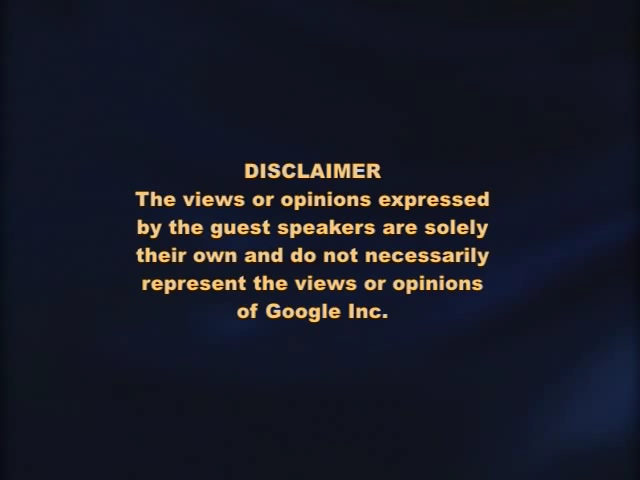 DISCLAIMER
The views or opinions expressed
by the guest speakers are solely
their own and do not necessarily
represent the views or opinions
of Google Inc.